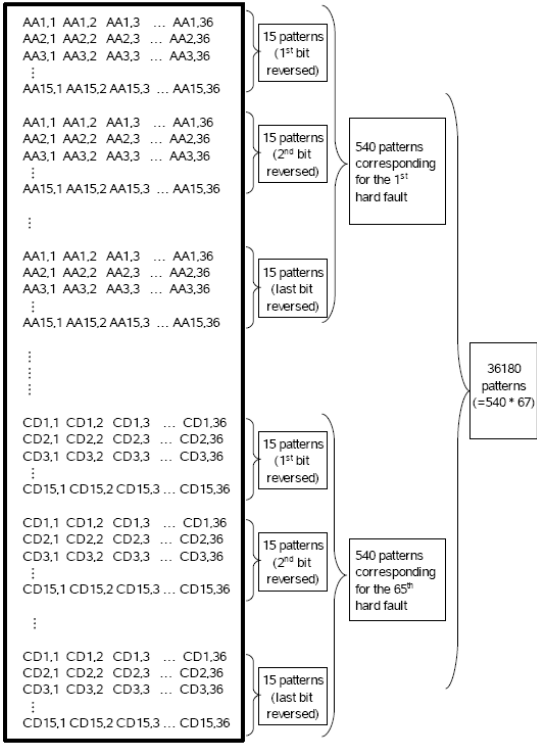 AA1,1 AA1,2 AA1,3 ... AA1,36
AA2,1 AA2,2 AA2,3 ... AA2,36
AA3,1 AA3,2 AA3,3 ... AA3,36
⋮
AA15,1 AA15,2 AA15,3 ... AA15,36
15 patterns
(1st bit
reversed)
AA1,1 AA1,2 AA1,3 ... AA1,36
AA2,1 AA2,2 AA2,3 ... AA2,36
AA3,1 AA3,2 AA3,3 ... AA3,36
⋮
AA15,1 AA15,2 AA15,3 ... AA15,36
15 patterns
(2nd bit
reversed)
⋮
AA1,1 AA1,2 AA1,3 ... AA1,36
AA2,1 AA2,2 AA2,3 ... AA2,36
AA3,1 AA3,2 AA3,3 ... AA3,36
⋮
AA15,1 AA15,2 AA15,3 ... AA15,36
15 patterns
(last bit
reversed)
540 patterns
corresponding
for the 1st
hard fault
⋮
⋮
CD1,1 CD1,2 CD1,3 ... CD1,36
CD2,1 CD2,2 CD2,3 ... CD2,36
CD3,1 CD3,2 CD3,3 ... CD3,36
⋮
CD15,1 CD15,2 CD15,3 ... CD15,36
15 patterns
(1st bit
reversed)
CD1,1 CD1,2 CD1,3 ... CD1,36
CD2,1 CD2,2 CD2,3 ... CD2,36
CD3,1 CD3,2 CD3,3 ... CD3,36
⋮
CD15,1 CD15,2 CD15,3 ... CD15,36
15 patterns
(2nd bit
reversed)
⋮
CD1,1 CD1,2 CD1,3 ... CD1,36
CD2,1 CD2,2 CD2,3 ... CD2,36
CD3,1 CD3,2 CD3,3 ... CD3,36
⋮
CD15,1 CD15,2 CD15,3 ... CD15,36
15 patterns
(last bit
reversed)
540 patterns
corresponding
for the 65th
hard fault
36180
patterns
(=540 * 67)